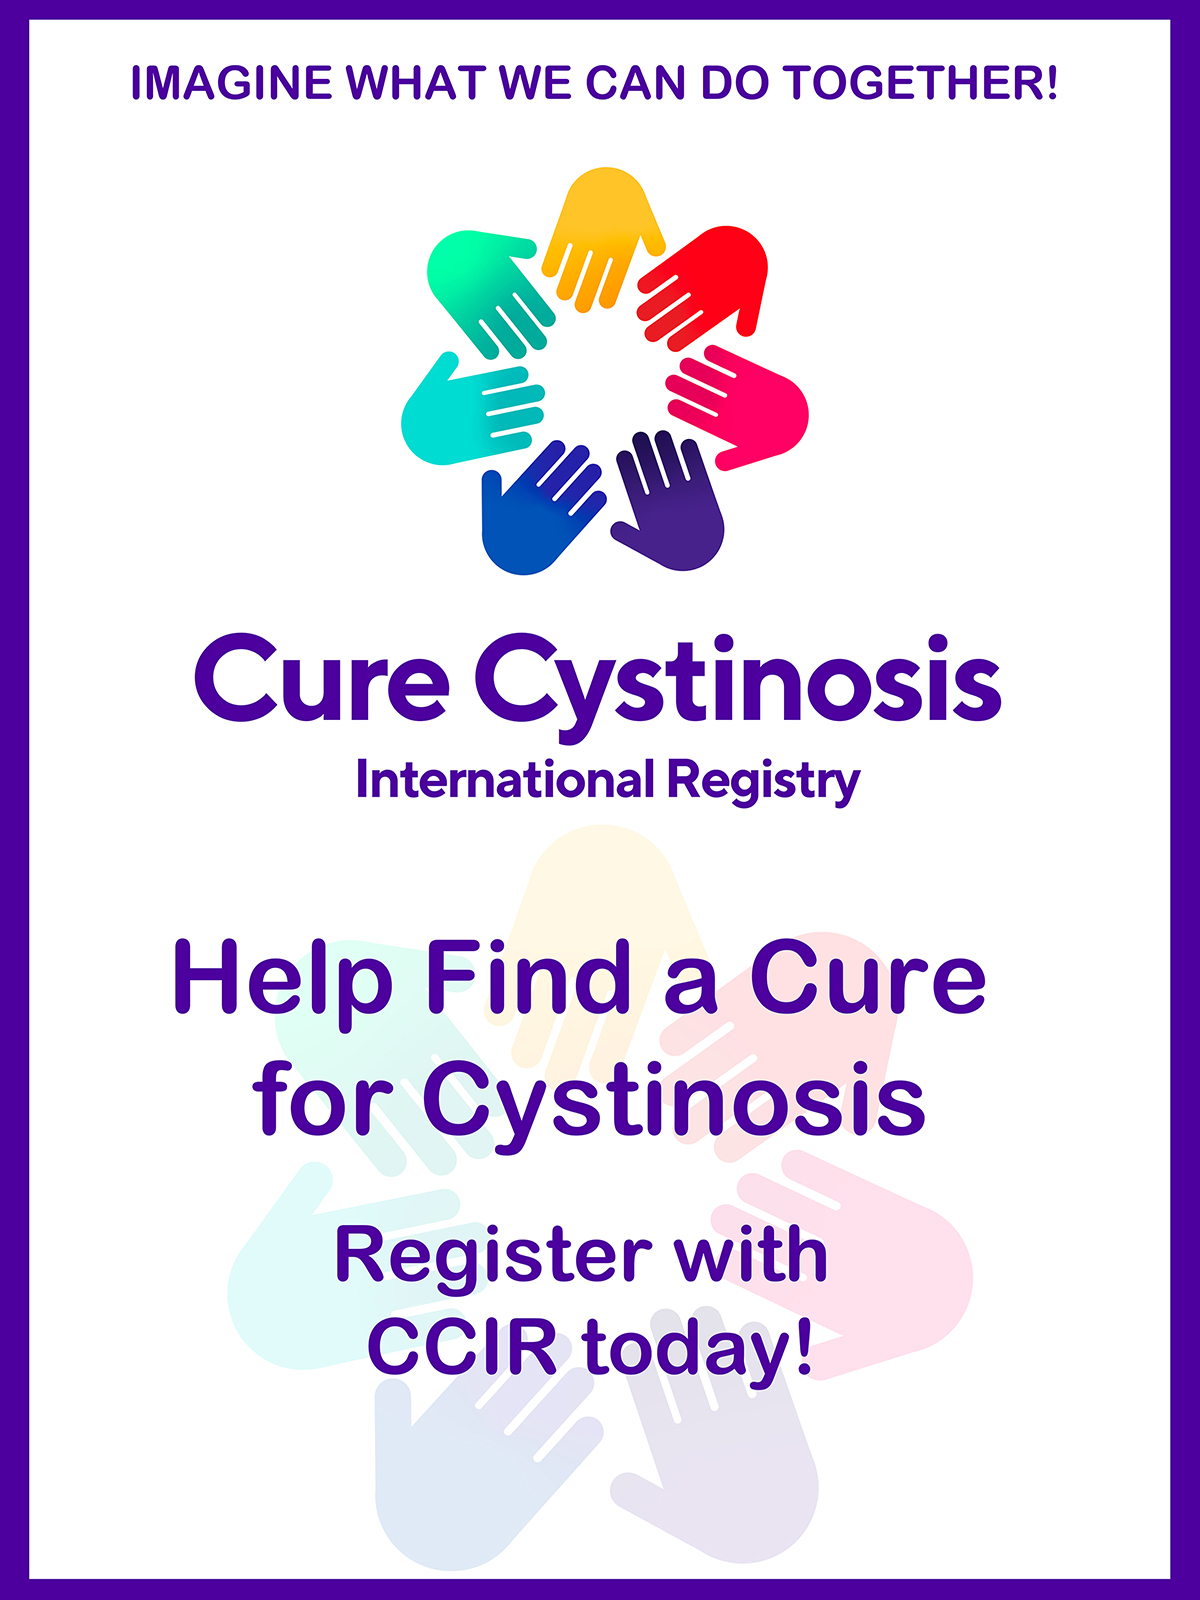 IMAGINE WHAT WE CAN DO TOGETHER!
Cure Cystinosis
International Registry
Help Find a Cure
for Cystinosis
Register with
CCIR today!